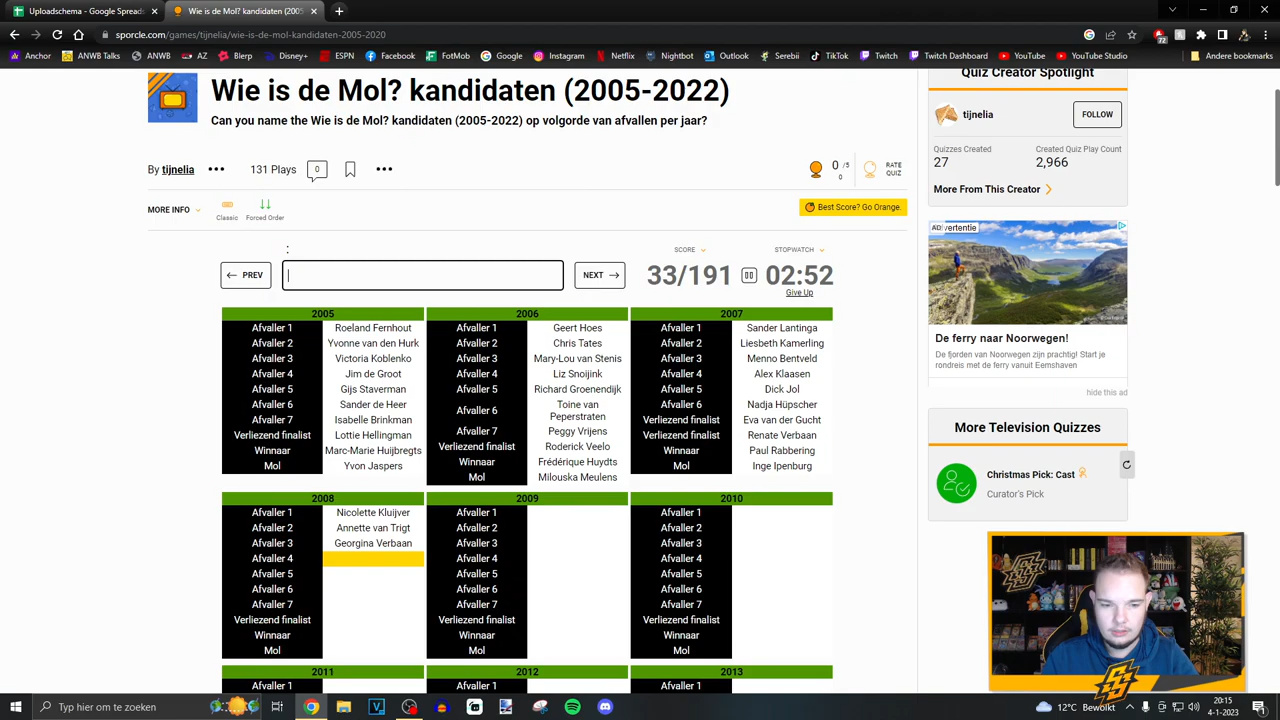 Uploadschema - Google Spreads
Wie is de Mol? kandidaten (2005
sporcle.com/games/tijnelia/wie-is-de-mol-kandidaten-2005-2020
Anchor
ANWB Talks
ANWB
AZ
Blerp
Disney+
ESPN
Facebook
FotMob
Google
Instagram
Netflix
Nightbot
Outlook
Serebii
TikTok
Twitch
Twitch Dashboard
YouTube
YouTube Studio
Andere bookmarks
Wie is de Mol? kandidaten (2005-2022)
Can you name the Wie is de Mol? kandidaten (2005-2022) op volgorde van afvallen per jaar?
By tijnelia
131 Plays
0
0 /5
0
RATE
QUIZ
MORE INFO
Classic
Forced Order
Best Score? Go Orange.
:
PREV
NEXT
SCORE
33/191
STOPWATCH
02:52
Give Up
2005
Afvaller 1 Roeland Fernhout
Afvaller 2 Yvonne van den Hurk
Afvaller 3 Victoria Koblenko
Afvaller 4 Jim de Groot
Afvaller 5 Gijs Staverman
Afvaller 6 Sander de Heer
Afvaller 7 Isabelle Brinkman
Verliezend finalist Lottie Hellingman
Winnaar Marc-Marie Huijbregts
Mol Yvon Jaspers
2006
Afvaller 1 Geert Hoes
Afvaller 2 Chris Tates
Afvaller 3 Mary-Lou van Stenis
Afvaller 4 Liz Snoijink
Afvaller 5 Richard Groenendijk
Afvaller 6 Toine van
Peperstraten
Afvaller 7 Peggy Vrijens
Verliezend finalist Roderick Veelo
Winnaar Frédérique Huydts
Mol Milouska Meulens
2007
Afvaller 1 Sander Lantinga
Afvaller 2 Liesbeth Kamerling
Afvaller 3 Menno Bentveld
Afvaller 4 Alex Klaasen
Afvaller 5 Dick Jol
Afvaller 6 Nadja Hüpscher
Verliezend finalist Eva van der Gucht
Verliezend finalist Renate Verbaan
Winnaar Paul Rabbering
Mol Inge Ipenburg
2008
Afvaller 1 Nicolette Kluijver
Afvaller 2 Annette van Trigt
Afvaller 3 Georgina Verbaan
Afvaller 4
Afvaller 5
Afvaller 6
Afvaller 7
Verliezend finalist
Winnaar
Mol
2009
Afvaller 1
Afvaller 2
Afvaller 3
Afvaller 4
Afvaller 5
Afvaller 6
Afvaller 7
Verliezend finalist
Winnaar
Mol
2010
Afvaller 1
Afvaller 2
Afvaller 3
Afvaller 4
Afvaller 5
Afvaller 6
Afvaller 7
Verliezend finalist
Winnaar
Mol
2011
Afvaller 1
2012
Afvaller 1
2013
Afvaller 1
Quiz Creator Spotlight
tijnelia
FOLLOW
Quizzes Created
27
Created Quiz Play Count
2,966
More From This Creator
AD vertentie
De ferry naar Noorwegen!
De fjorden van Noorwegen zijn prachtig! Start je
rondreis met de ferry vanuit Eemshaven
hide this ad
More Television Quizzes
Christmas Pick: Cast
Curator's Pick
Typ hier om te zoeken
12°C Bewolkt
20:15
4-1-2023